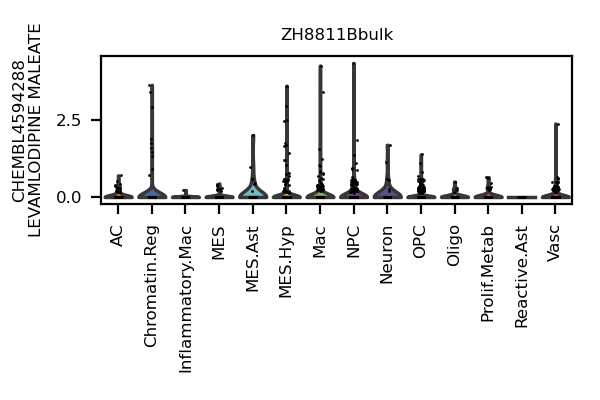 ZH8811Bbulk
CHEMBL4594288
LEVAMLODIPINE MALEATE
2.5
0.0
AC
Chromatin.Reg
Inflammatory.Mac
MES
MES.Ast
MES.Hyp
Mac
NPC
Neuron
OPC
Oligo
Prolif.Metab
Reactive.Ast
Vasc